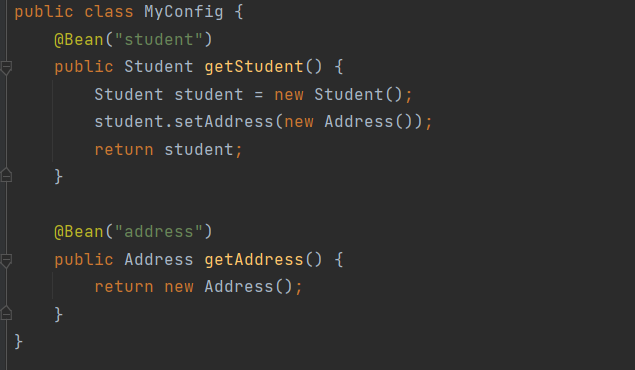 public class MyConfig {
    @Bean("student")
    public Student getStudent() {
        Student student = new Student();
        student.setAddress(new Address());
        return student;
    }

    @Bean("address")
    public Address getAddress() {
        return new Address();
    }
}